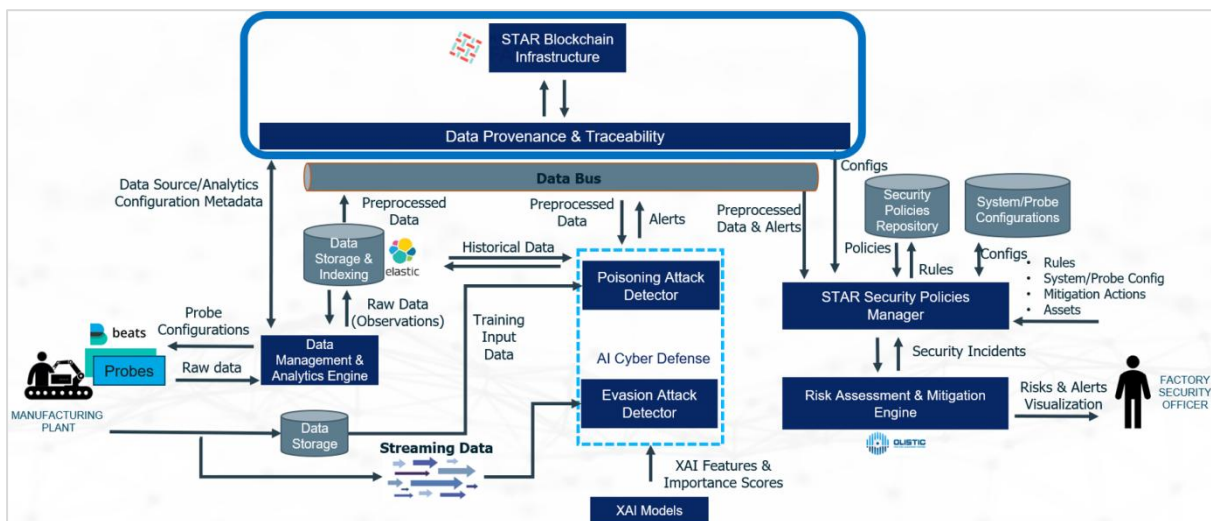 STAR Blockchain
Infrastructure
Data Provenance & Traceability
Data Bus
Data Source/Analytics
Configuration Metadata
Preprocessed
Data
Preprocessed
Data
Alerts
Preprocessed
Data & Alerts
Configs
Security
Policies
Repository
System/Probe
Configurations
Data
Storage &
Indexing
elastic
Historical Data
Policies
Rules
Configs
• Rules
• System/Probe Config
• Mitigation Actions
• Assets
Poisoning Attack
Detector
STAR Security Policies
Manager
Raw Data
(Observations)
Probe
Configurations
beats
Probes
Raw data
Data
Management &
Analytics Engine
Training
Input
Data
AI Cyber Defense
Security Incidents
Evasion Attack
Detector
Risk Assessment & Mitigation
Engine
Risks & Alerts
Visualization
FACTORY
SECURITY
OFFICER
MANUFACTURING
PLANT
Data
Storage
Streaming Data
OLISTIC
XAI Features &
Importance Scores
XAI Models